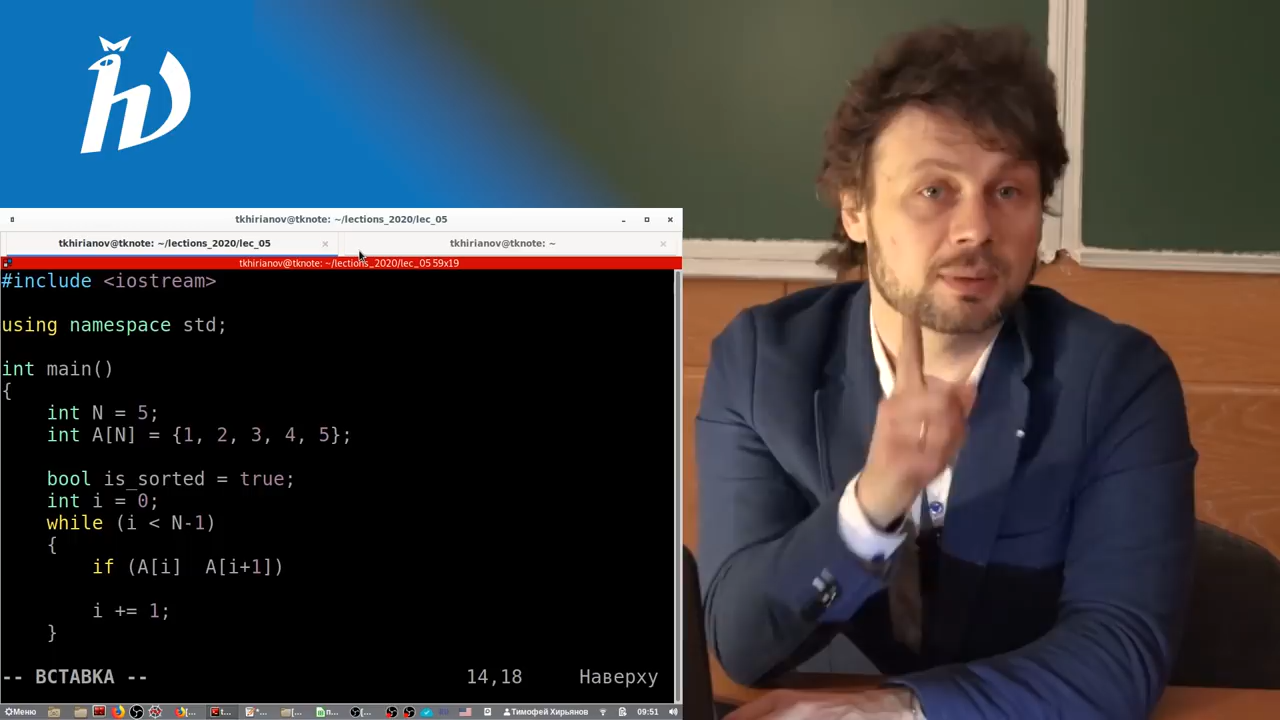 tkhirianov@tknote: ~/lections_2020/lec_05
tkhirianov@tknote: ~/lections_2020/lec_05
tkhirianov@tknote: ~
tkhirianov@tknote: ~/lections_2020/lec_05 59x19
#include <iostream>
using namespace std;
int main()
{
int N = 5;
int A[N] = {1, 2, 3, 4, 5};
bool is_sorted = true;
int i = 0;
while (i < N-1)
{
if (A[i]  A[i+1])
i += 1;
}
-- ВСТАВКА -- 14,18 Наверху
Меню Тимофей Хирьянов 09:51